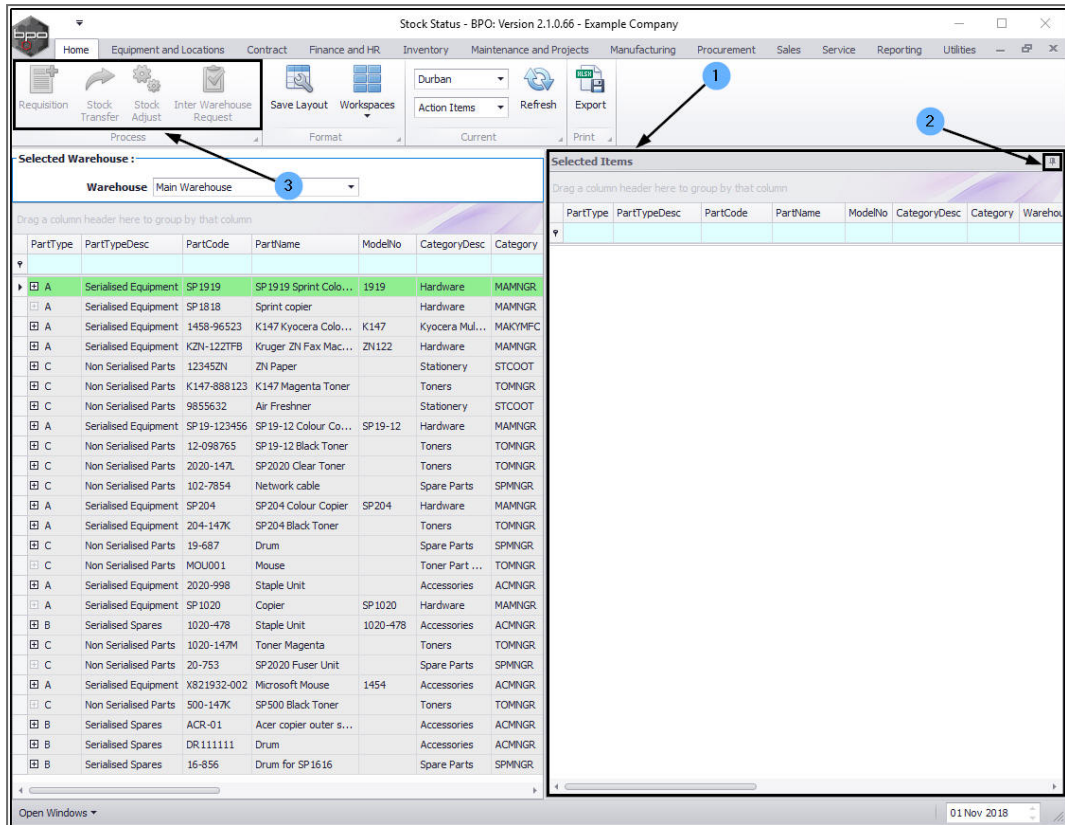 bpo
Stock Status - BPO: Version 2.1.0.66 - Example Company
Home Equipment and Locations Contract Finance and HR Inventory Maintenance and Projects Manufacturing Procurement Sales Service Reporting Utilities
Requisition Stock Transfer Stock Adjust Inter Warehouse Request Save Layout Workspaces Durban Action Items Refresh XLSX Export
Process Format Current Print
1
2
3
Selected Warehouse :
Warehouse Main Warehouse
Selected Items
Drag a column header here to group by that column
Drag a column header here to group by that column
PartType PartTypeDesc PartCode PartName ModelNo CategoryDesc Category
PartType PartTypeDesc PartCode PartName ModelNo CategoryDesc Category Warehou
A Serialised Equipment SP1919 SP1919 Sprint Colo... 1919 Hardware MAMNGR
A Serialised Equipment SP1818 Sprint copier Hardware MAMNGR
A Serialised Equipment 1458-96523 K147 Kyocera Colo... K147 Kyocera Mul... MAKYMFC
A Serialised Equipment KZN-122TFB Kruger ZN Fax Mac... ZN122 Hardware MAMNGR
C Non Serialised Parts 12345ZN ZN Paper Stationery STCOOT
C Non Serialised Parts K147-888123 K147 Magenta Toner Toners TOMNGR
C Non Serialised Parts 9855632 Air Freshner Stationery STCOOT
A Serialised Equipment SP19-123456 SP19-12 Colour Co... SP19-12 Hardware MAMNGR
C Non Serialised Parts 12-098765 SP19-12 Black Toner Toners TOMNGR
C Non Serialised Parts 2020-147L SP2020 Clear Toner Toners TOMNGR
C Non Serialised Parts 102-7854 Network cable Spare Parts SPMNGR
A Serialised Equipment SP204 SP204 Colour Copier SP204 Hardware MAMNGR
A Serialised Equipment 204-147K SP204 Black Toner Toners TOMNGR
C Non Serialised Parts 19-687 Drum Spare Parts SPMNGR
C Non Serialised Parts MOU001 Mouse Toner Part ... TOMNGR
A Serialised Equipment 2020-998 Staple Unit Accessories ACMNGR
A Serialised Equipment SP1020 Copier SP1020 Hardware MAMNGR
B Serialised Spares 1020-478 Staple Unit 1020-478 Accessories ACMNGR
C Non Serialised Parts 1020-147M Toner Magenta Toners TOMNGR
C Non Serialised Parts 20-753 SP2020 Fuser Unit Spare Parts SPMNGR
A Serialised Equipment X821932-002 Microsoft Mouse 1454 Accessories ACMNGR
C Non Serialised Parts 500-147K SP500 Black Toner Toners TOMNGR
B Serialised Spares ACR-01 Acer copier outer s... Accessories ACMNGR
B Serialised Spares DR111111 Drum Accessories ACMNGR
B Serialised Spares 16-856 Drum for SP1616 Spare Parts SPMNGR
Open Windows 01 Nov 2018